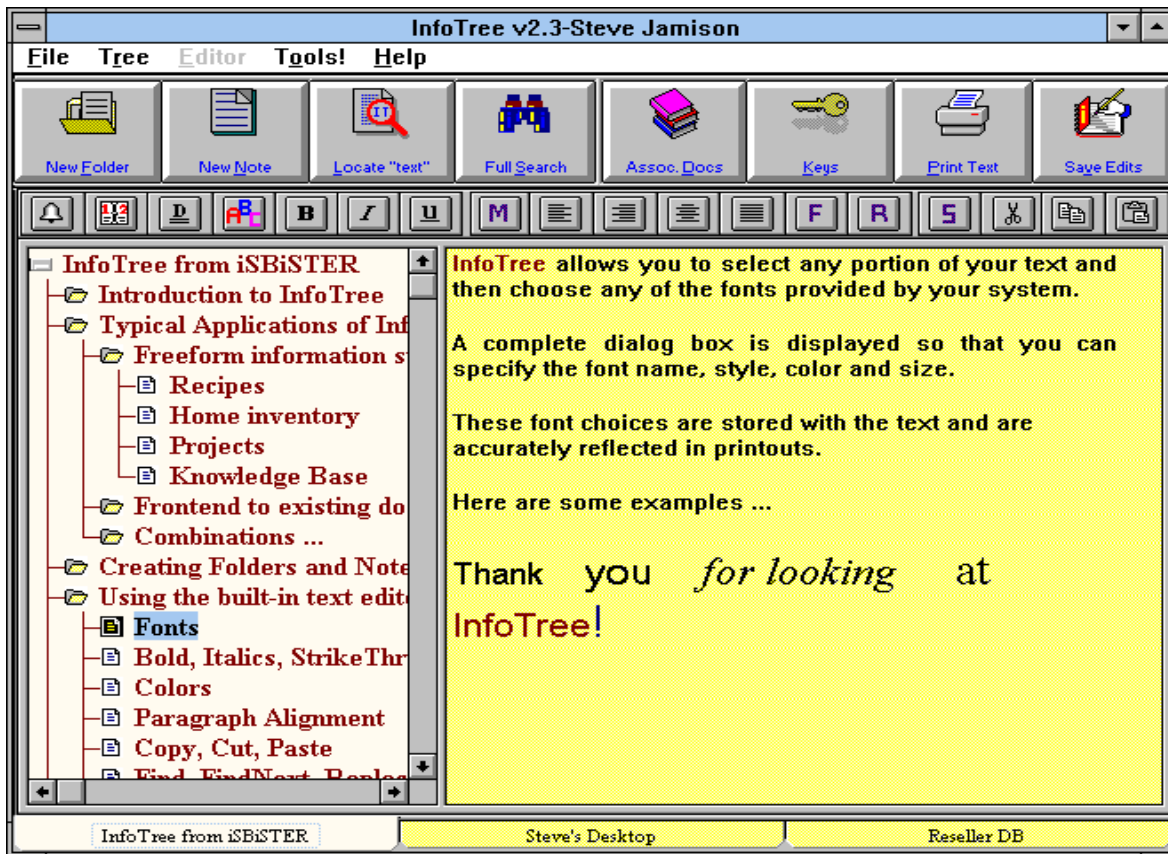 InfoTree v2.3-Steve Jamison
File Tree Editor Tools! Help
New Folder New Note Locate "text" Full Search Assoc. Docs Keys Print Text Save Edits
D ABC B I U M F R S
InfoTree from iSBiSTER
Introduction to InfoTree
Typical Applications of Inf
Freeform information s
Recipes
Home inventory
Projects
Knowledge Base
Frontend to existing do
Combinations ...
Creating Folders and Note
Using the built-in text edit
Fonts
Bold, Italics, StrikeThr
Colors
Paragraph Alignment
Copy, Cut, Paste
Find, FindNext, Replac
InfoTree allows you to select any portion of your text and
then choose any of the fonts provided by your system.
A complete dialog box is displayed so that you can
specify the font name, style, color and size.
These font choices are stored with the text and are
accurately reflected in printouts.
Here are some examples ...
Thank you for looking at
InfoTree!
InfoTree from iSBiSTER Steve's Desktop Reseller DB